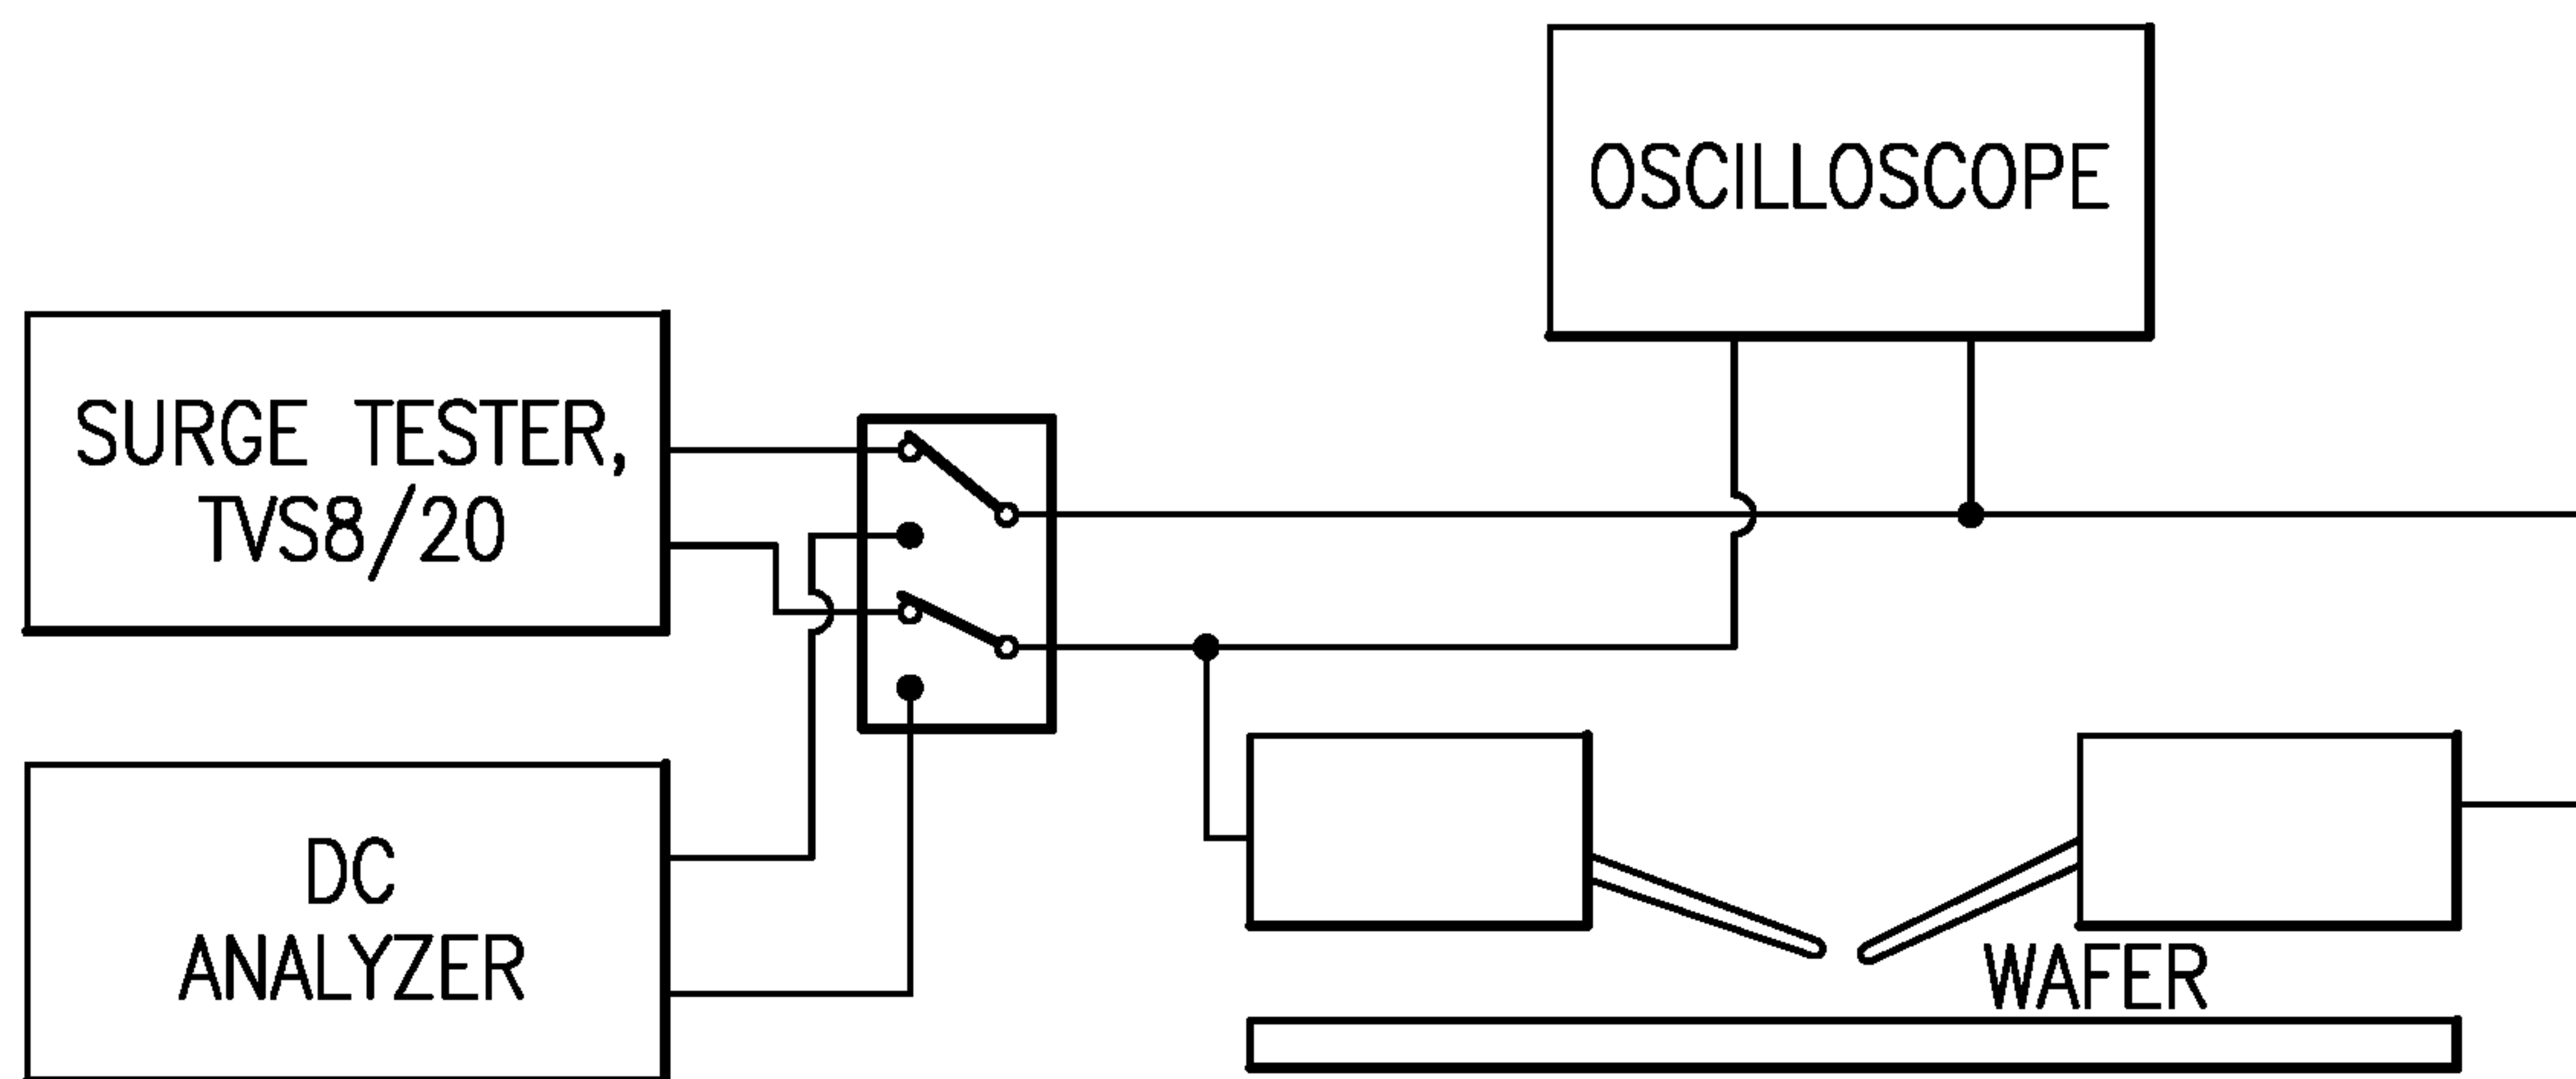 OSCILLOSCOPE
SURGE TESTER,
TVS8/20
DC
ANALYZER
WAFER